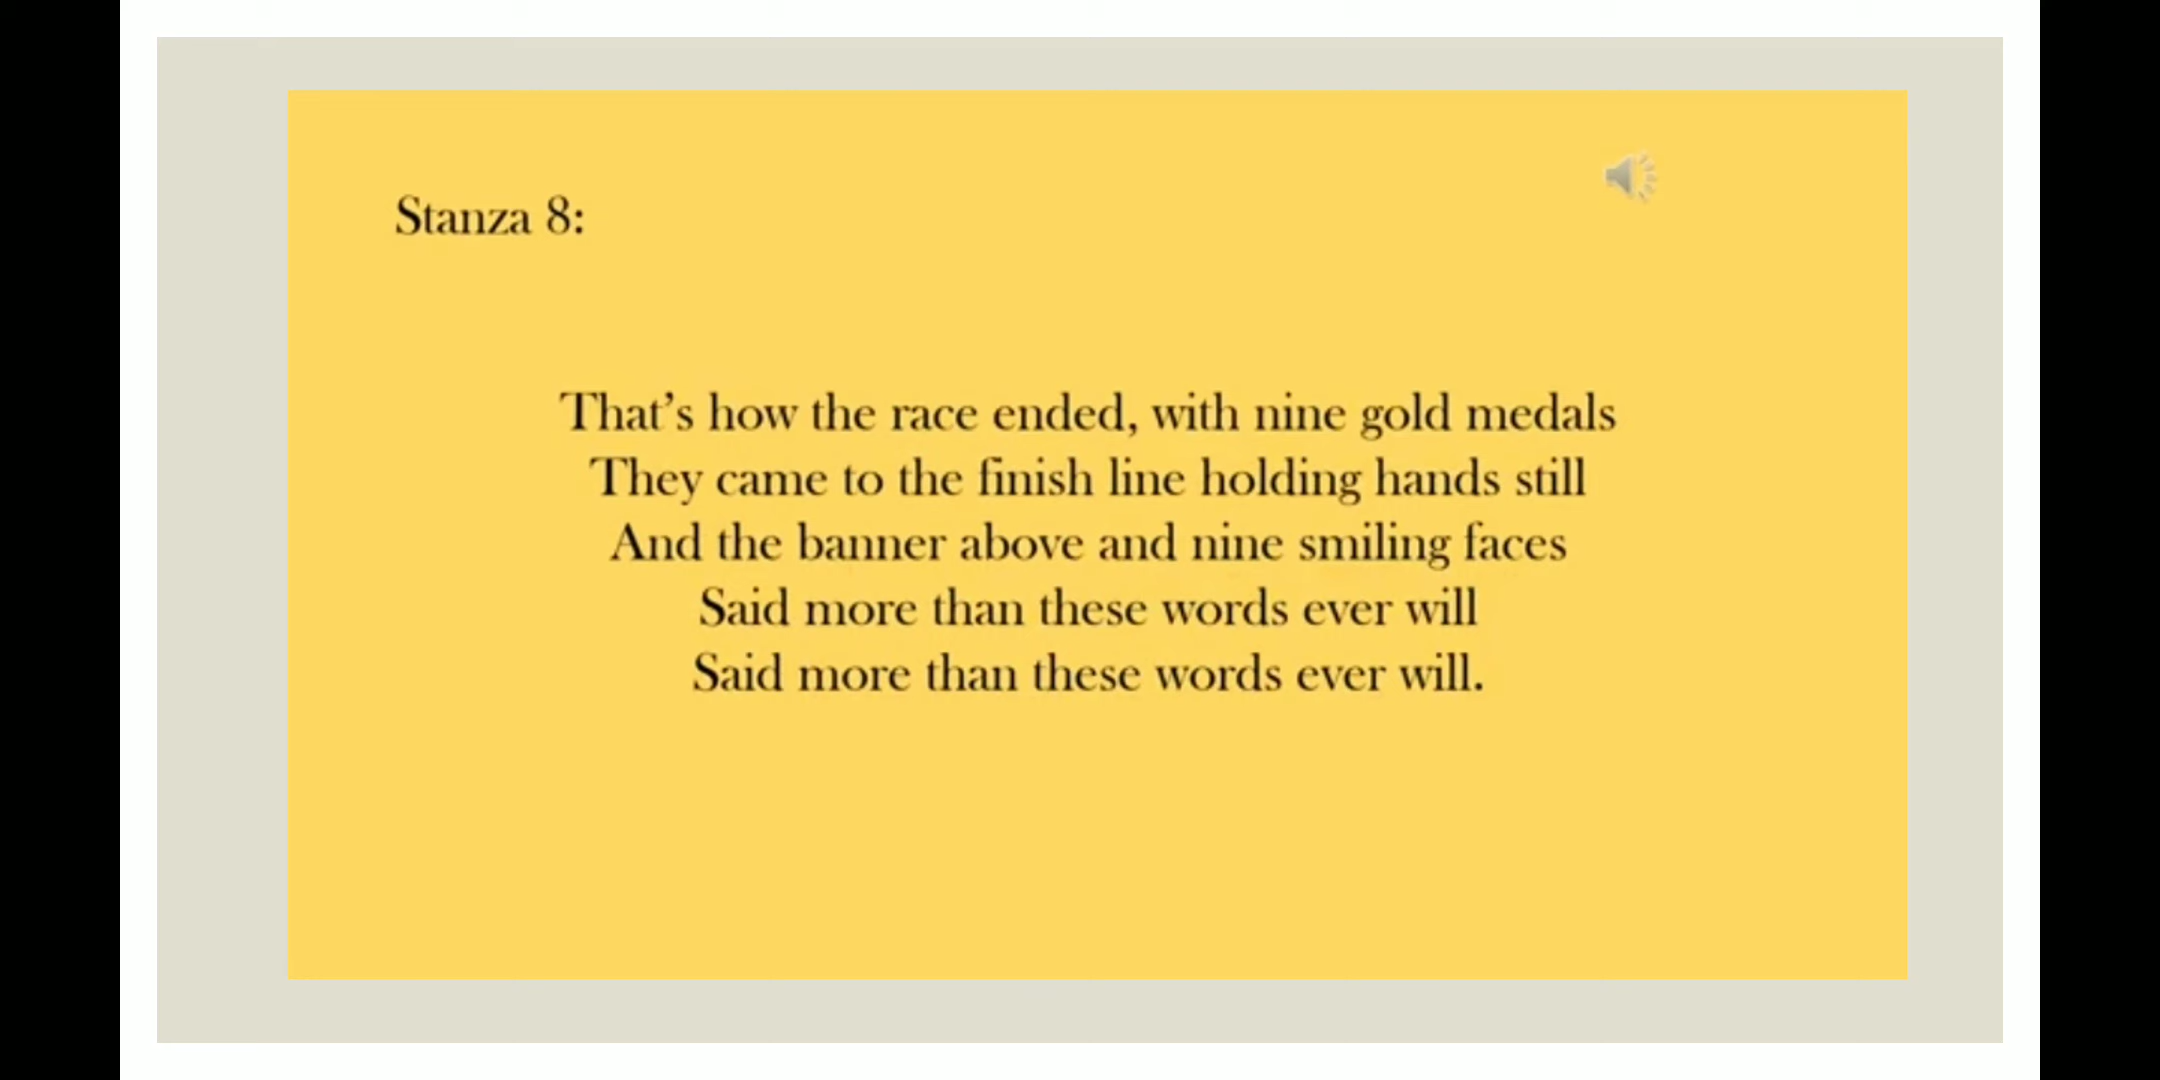 Stanza 8:
That’s how the race ended, with nine gold medals
They came to the finish line holding hands still
And the banner above and nine smiling faces
Said more than these words ever will
Said more than these words ever will.